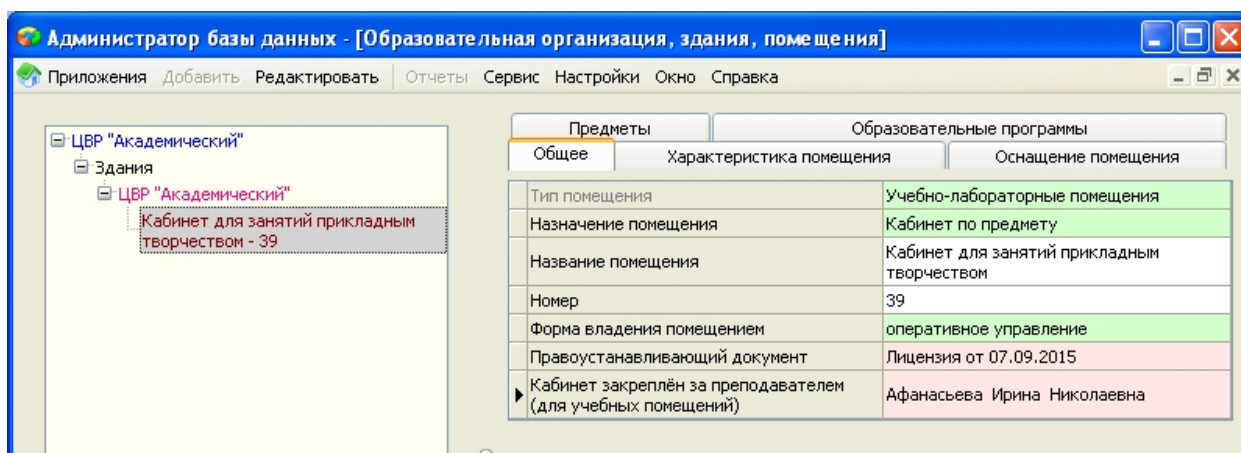 Администратор базы данных - [Образовательная организация, здания, помещения]
Приложения Добавить Редактировать Отчеты Сервис Настройки Окно Справка
ЦВР "Академический"
Здания
ЦВР "Академический"
Кабинет для занятий прикладным
творчеством - 39
Предметы Образовательные программы
Общее Характеристика помещения Оснащение помещения
Тип помещения Учебно-лабораторные помещения
Назначение помещения Кабинет по предмету
Название помещения Кабинет для занятий прикладным
творчеством
Номер 39
Форма владения помещением оперативное управление
Правоустанавливающий документ Лицензия от 07.09.2015
Кабинет закреплён за преподавателем
(для учебных помещений) Афанасьева Ирина Николаевна